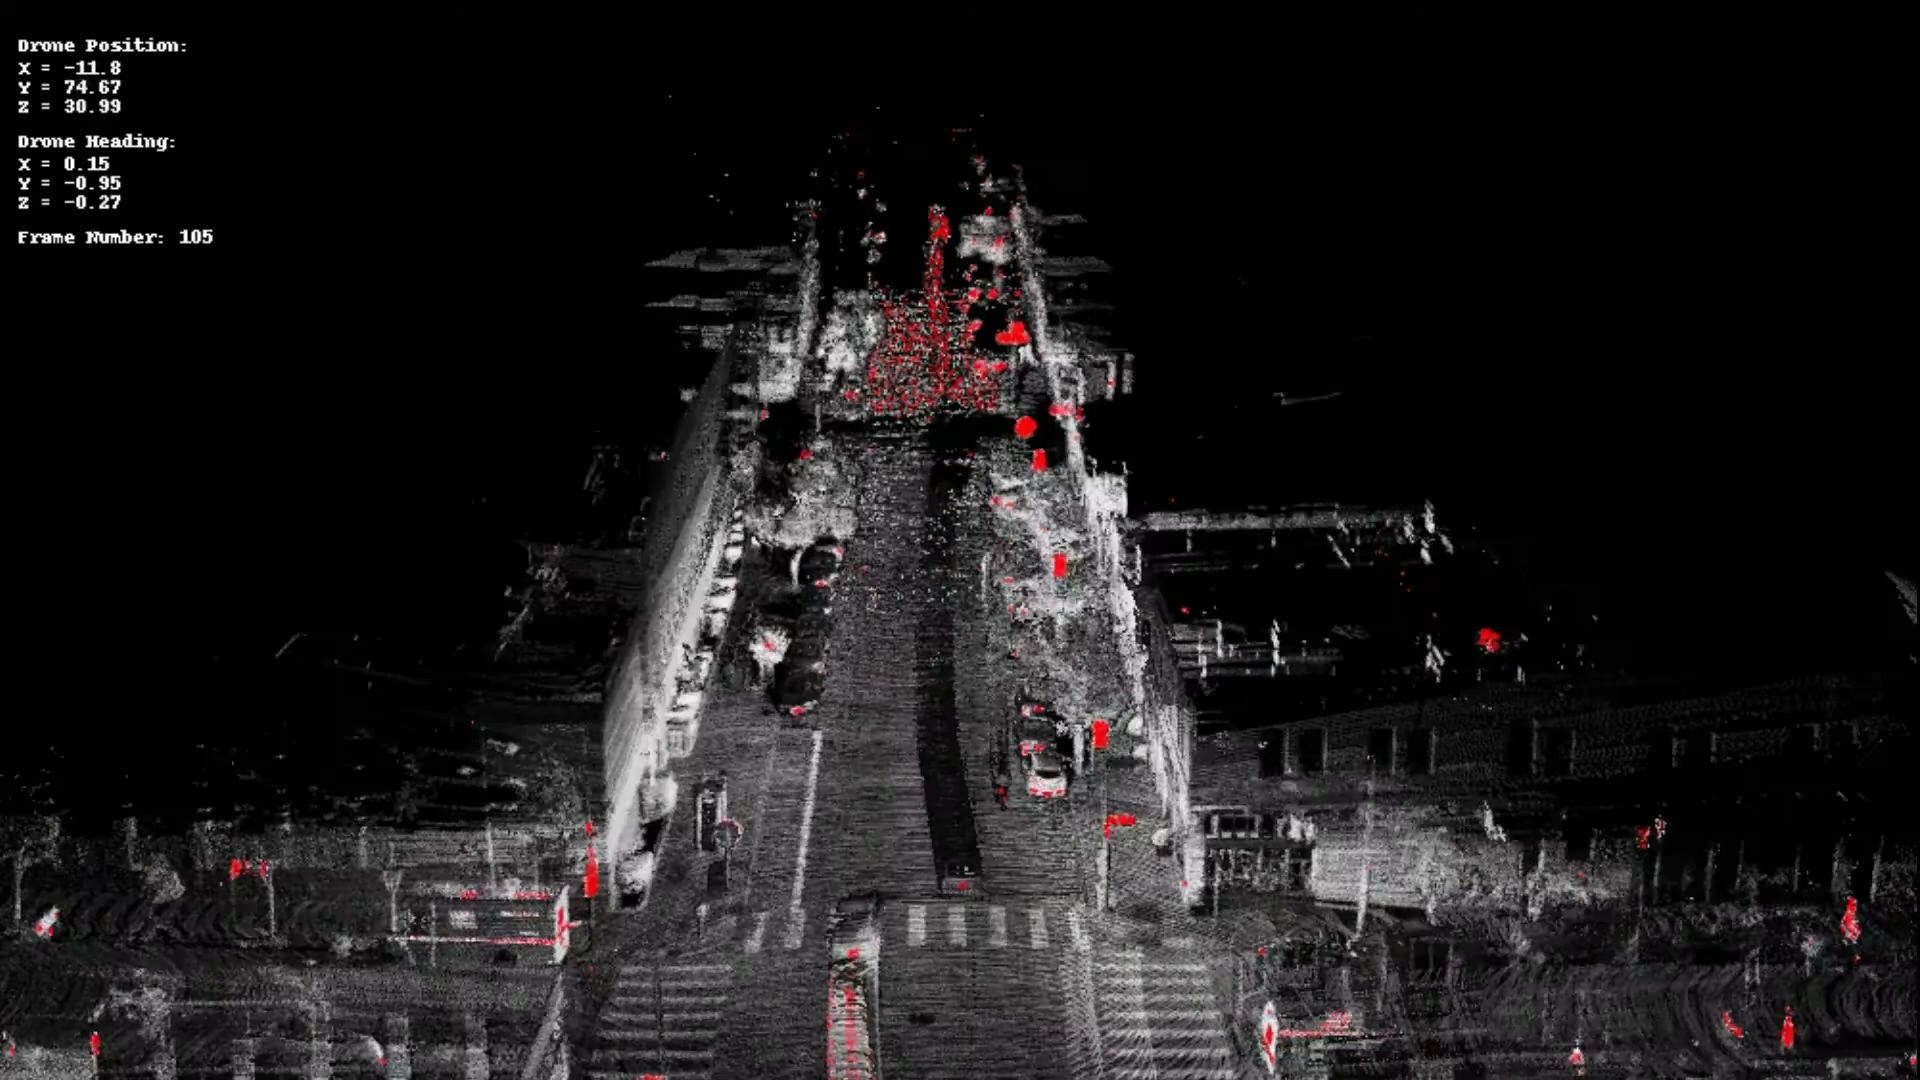 Drone Position:
X = -11.8
Y = 74.67
Z = 30.99
Drone Heading:
X = 0.15
Y = -0.95
Z = -0.27
Frame Number: 105